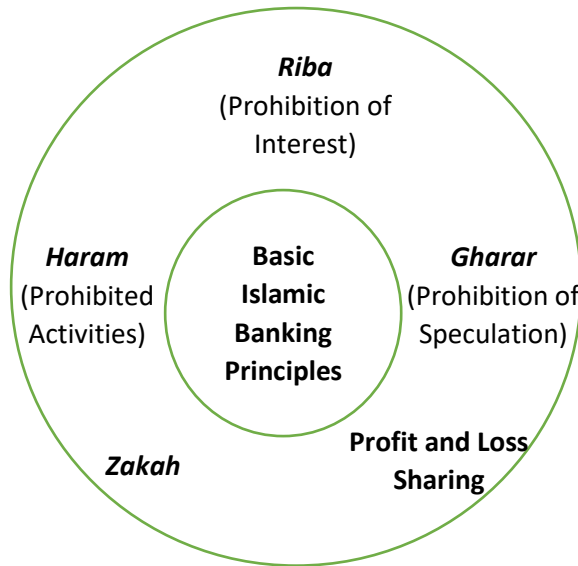 Riba
(Prohibition of
Interest)
Haram
(Prohibited
Activities)
Basic
Islamic
Banking
Principles
Gharar
(Prohibition of
Speculation)
Zakah
Profit and Loss
Sharing